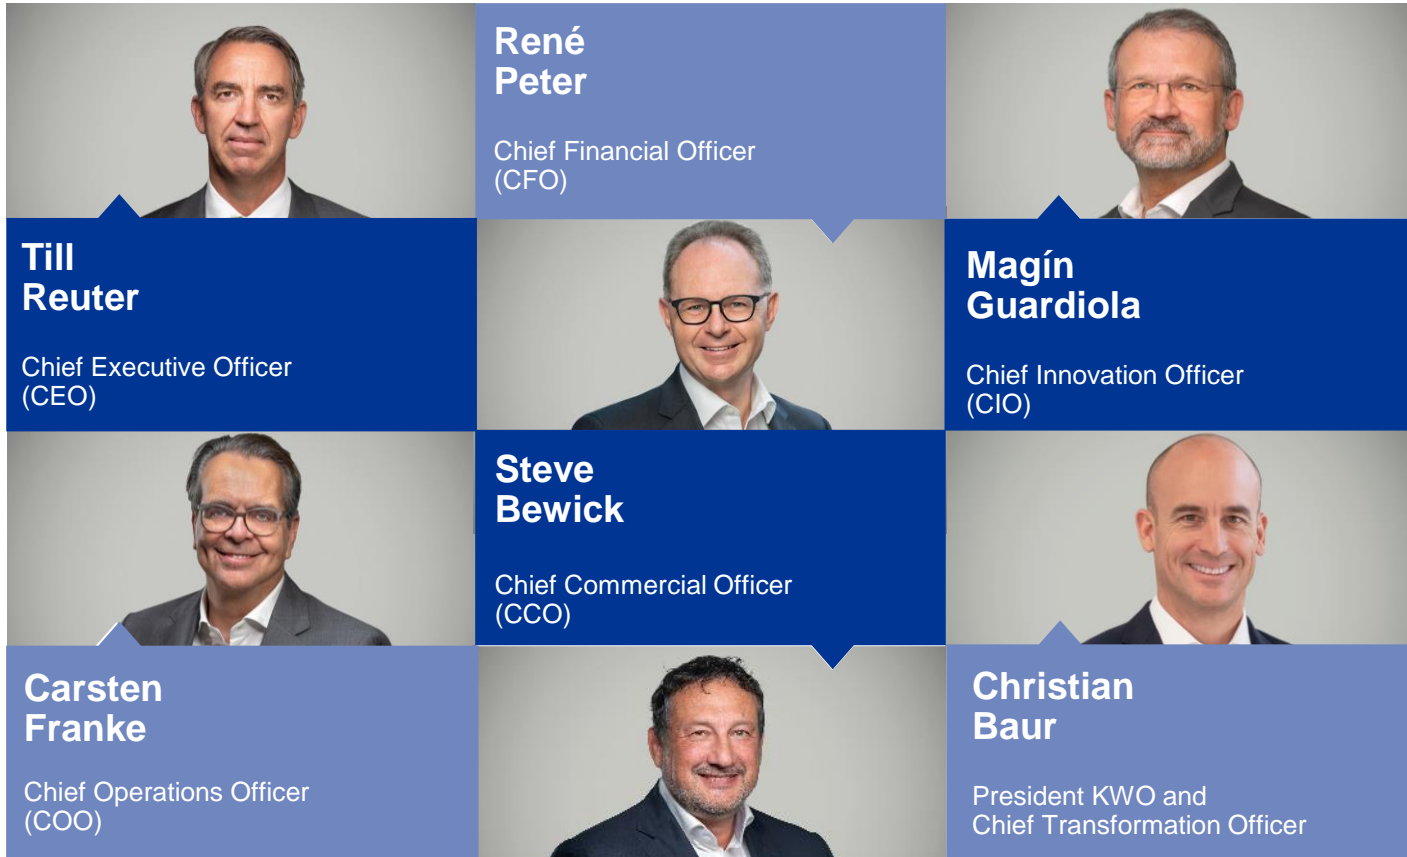 René
Peter
Chief Financial Officer
(CFO)
Till
Reuter
Chief Executive Officer
(CEO)
Magín
Guardiola
Chief Innovation Officer
(CIO)
Steve
Bewick
Chief Commercial Officer
(CCO)
Carsten
Franke
Chief Operations Officer
(COO)
Christian
Baur
President KWO and
Chief Transformation Officer